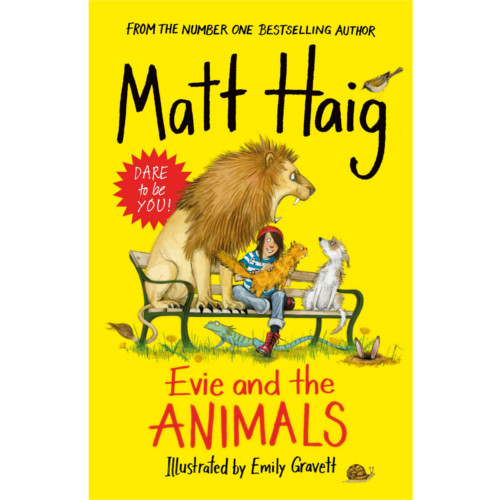 FROM THE NUMBER ONE BESTSELLING AUTHOR
Matt Haig
DARE
to be
YOU!
Evie and the
ANIMALS
Illustrated by Emily Gravett